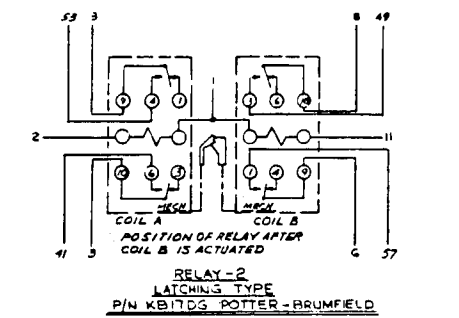 53 3 8 49
9 4 1 3 6 10
2 11
10 6 3 1 4 9
MECH MECH
COIL A COIL B
41 3 6 57
POSITION OF RELAY AFTER
COIL B IS ACTUATED
RELAY-2
LATCHING TYPE
P/N KB17DG POTTER-BRUMFIELD